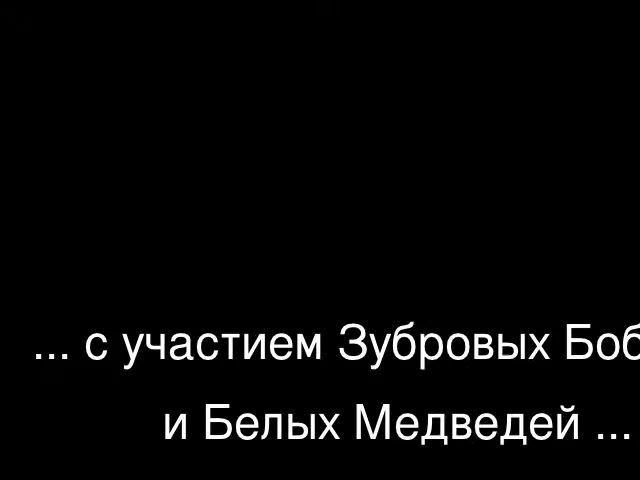 ... с участием Зубровых Боб
и Белых Медведей ...